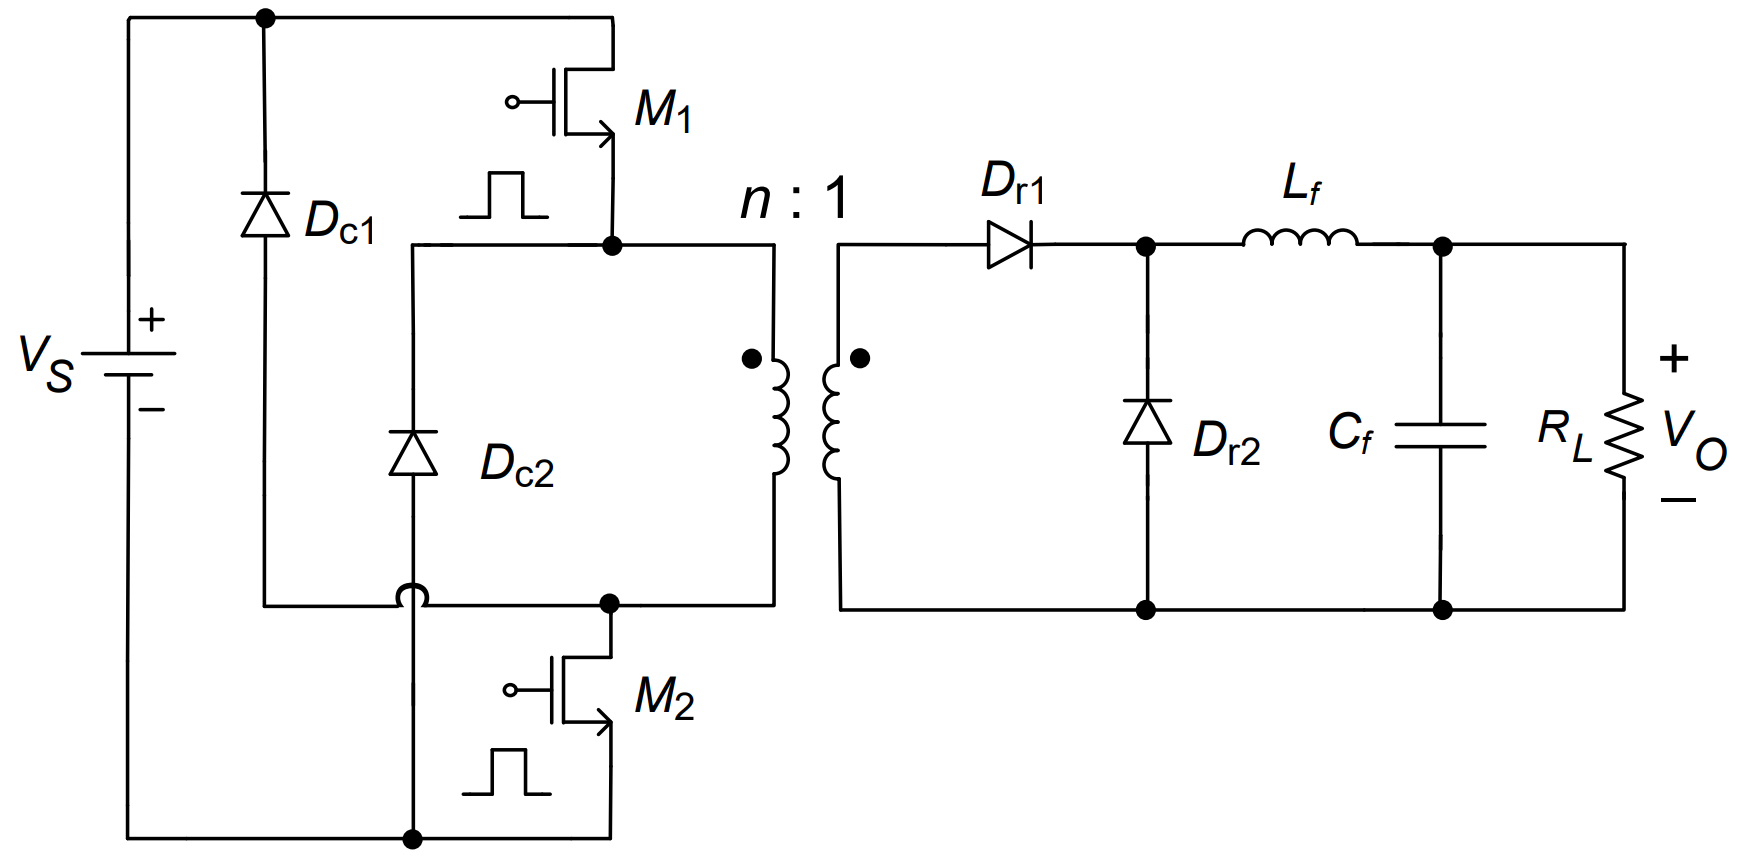 M1
n : 1
Dr1
Lf
Dc1
+
VS
−
Dc2
Dr2
Cf
RL
+
VO
−
M2